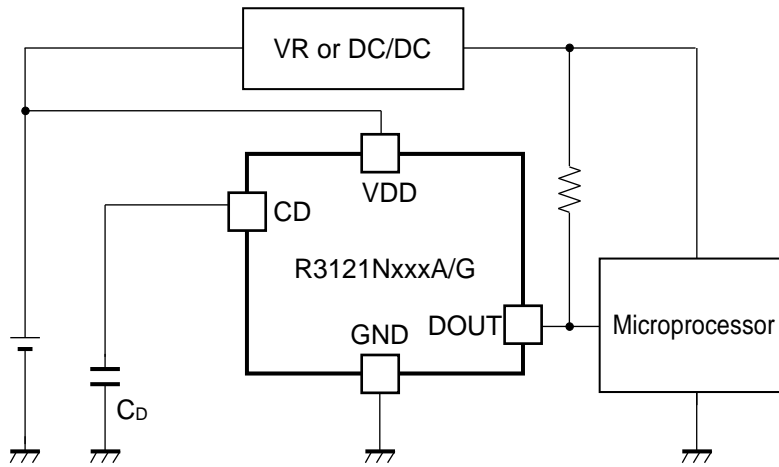 VR or DC/DC
VDD
CD
R3121NxxxA/G
DOUT
Microprocessor
GND
CD